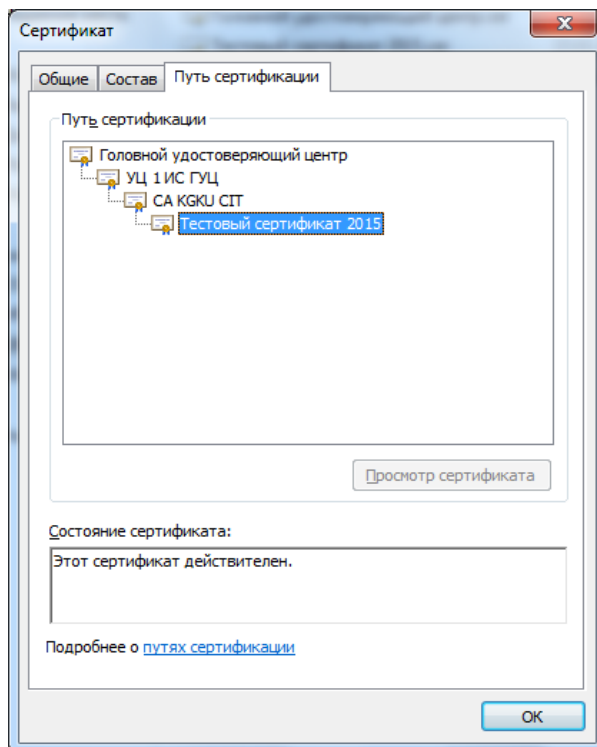 Сертификат
Общие Состав Путь сертификации
Путь сертификации
Головной удостоверяющий центр
УЦ 1 ИС ГУЦ
CA KGKU CIT
Тестовый сертификат 2015
Просмотр сертификата
Состояние сертификата:
Этот сертификат действителен.
Подробнее о путях сертификации
ОК